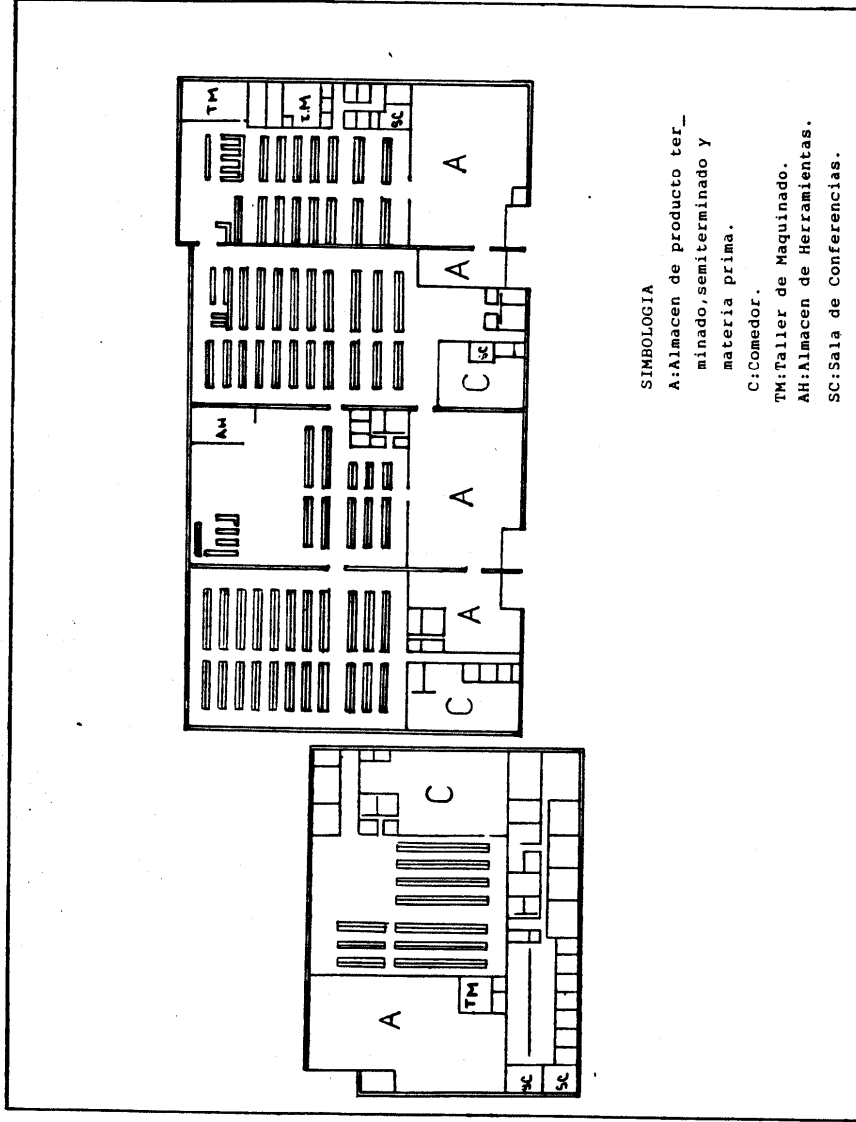 TM
T.M
SC
A
A
SC
C
AH
A
A
C
C
TM
A
SC
SC
SIMBOLOGIA
A:Almacen de producto ter_
minado,semiterminado y
materia prima.
C:Comedor.
TM:Taller de Maquinado.
AH:Almacen de Herramientas.
SC:Sala de Conferencias.